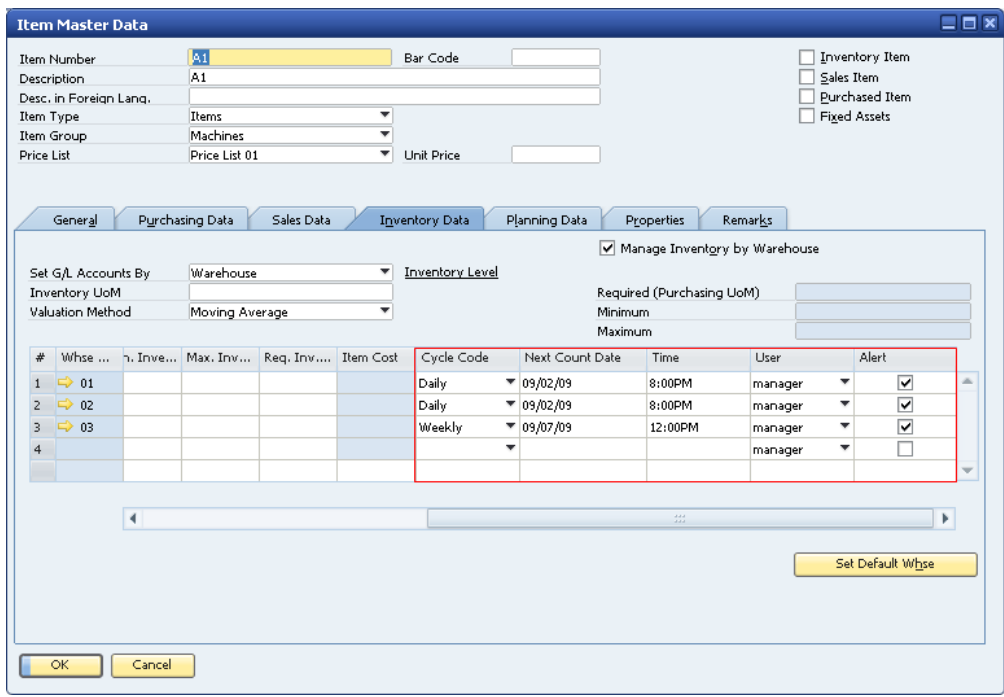 Item Master Data
Item Number A1 Bar Code Inventory Item
Description A1 Sales Item
Desc. in Foreign Lang. Purchased Item
Item Type Items Fixed Assets
Item Group Machines
Price List Price List 01 Unit Price
General Purchasing Data Sales Data Inventory Data Planning Data Properties Remarks
Manage Inventory by Warehouse
Set G/L Accounts By Warehouse Inventory Level
Inventory UoM Required (Purchasing UoM)
Valuation Method Moving Average Minimum
Maximum
# Whse ... n. Inve... Max. Inv... Req. Inv.... Item Cost Cycle Code Next Count Date Time User Alert
1 01 Daily 09/02/09 8:00PM manager
2 02 Daily 09/02/09 8:00PM manager
3 03 Weekly 09/07/09 12:00PM manager
4 manager
Set Default Whse
OK Cancel